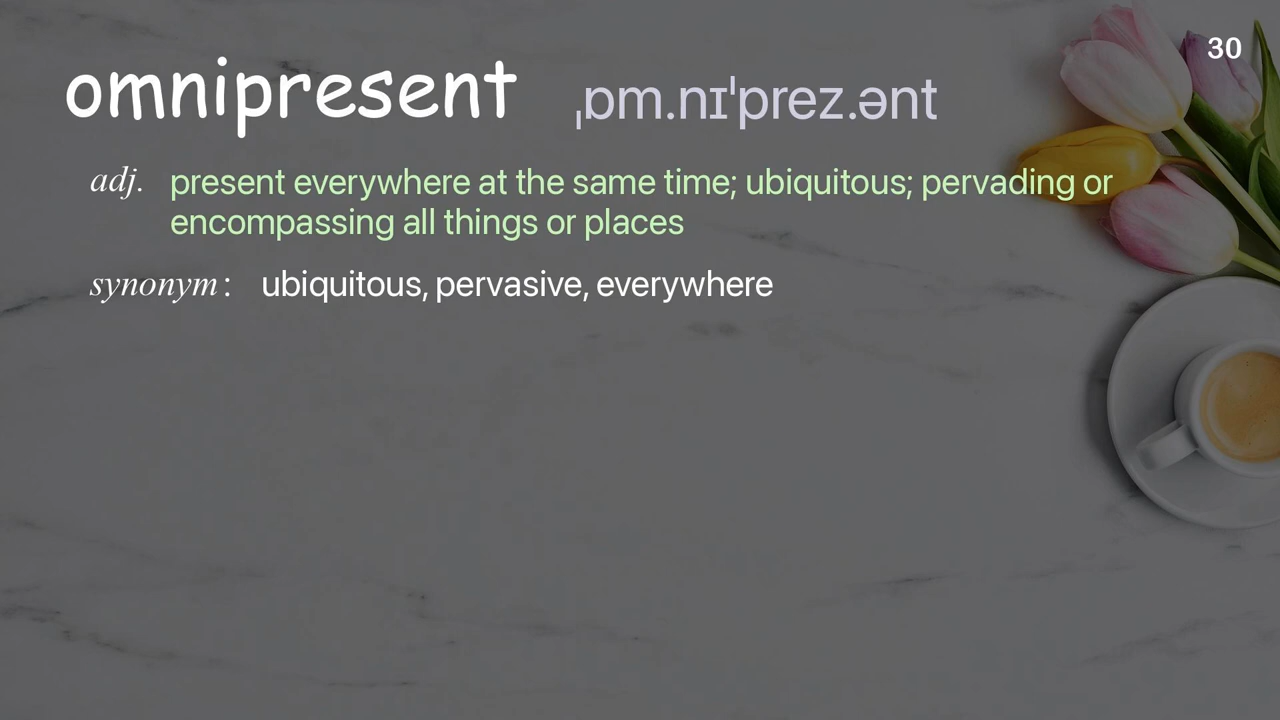 30
omnipresent ˌɒm.nɪˈprez.ənt
adj. present everywhere at the same time; ubiquitous; pervading or
encompassing all things or places
synonym: ubiquitous, pervasive, everywhere